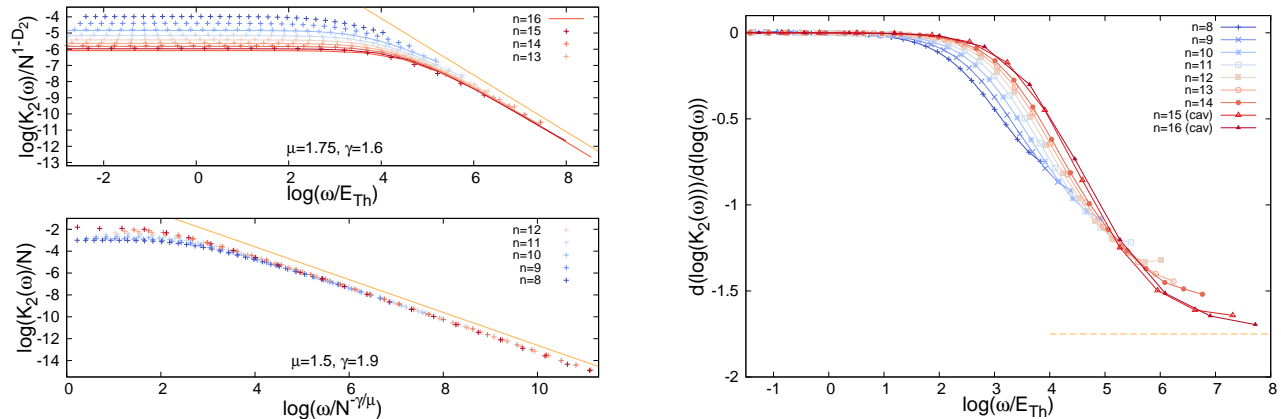 log(K₂(ω)/N^{1-D₂})
-4
-5
-6
-7
-8
-9
-10
-11
-12
-13
n=16
n=15
n=14
n=13
μ=1.75, γ=1.6
-2 0 2 4 6 8
log(ω/E_{Th})
log(K₂(ω)/N)
-2
-4
-6
-8
-10
-12
-14
n=12
n=11
n=10
n=9
n=8
μ=1.5, γ=1.9
0 2 4 6 8 10
log(ω/N^{-γ/μ})
d(log(K₂(ω)))/d(log(ω))
0
-0.5
-1
-1.5
-2
n=8
n=9
n=10
n=11
n=12
n=13
n=14
n=15 (cav)
n=16 (cav)
-1 0 1 2 3 4 5 6 7 8
log(ω/E_{Th})